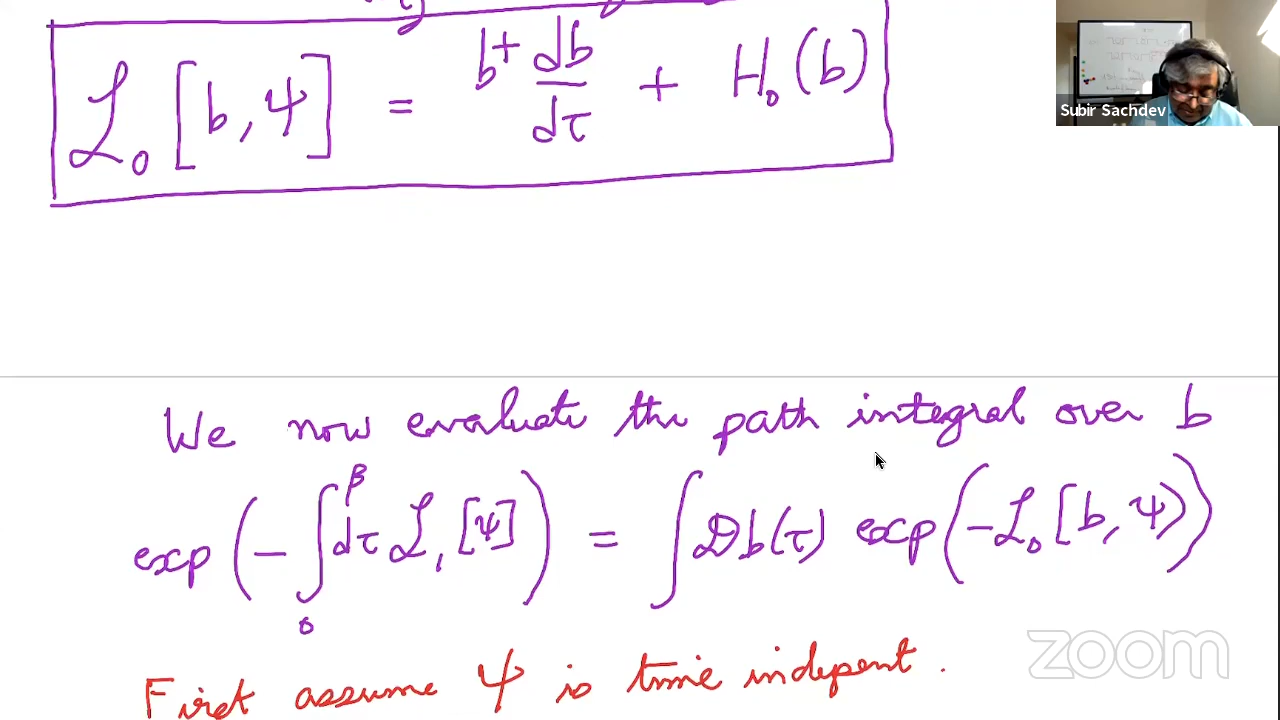 ℒ₀ [b, Ψ] = b† db/dτ + H₀(b)
Subir Sachdev
We now evaluate the path integral over b
exp(-∫₀^β dτ ℒ₁[Ψ]) = ∫𝒟b(τ) exp(-ℒ₀[b, Ψ])
First assume Ψ is time indepent.
zoom